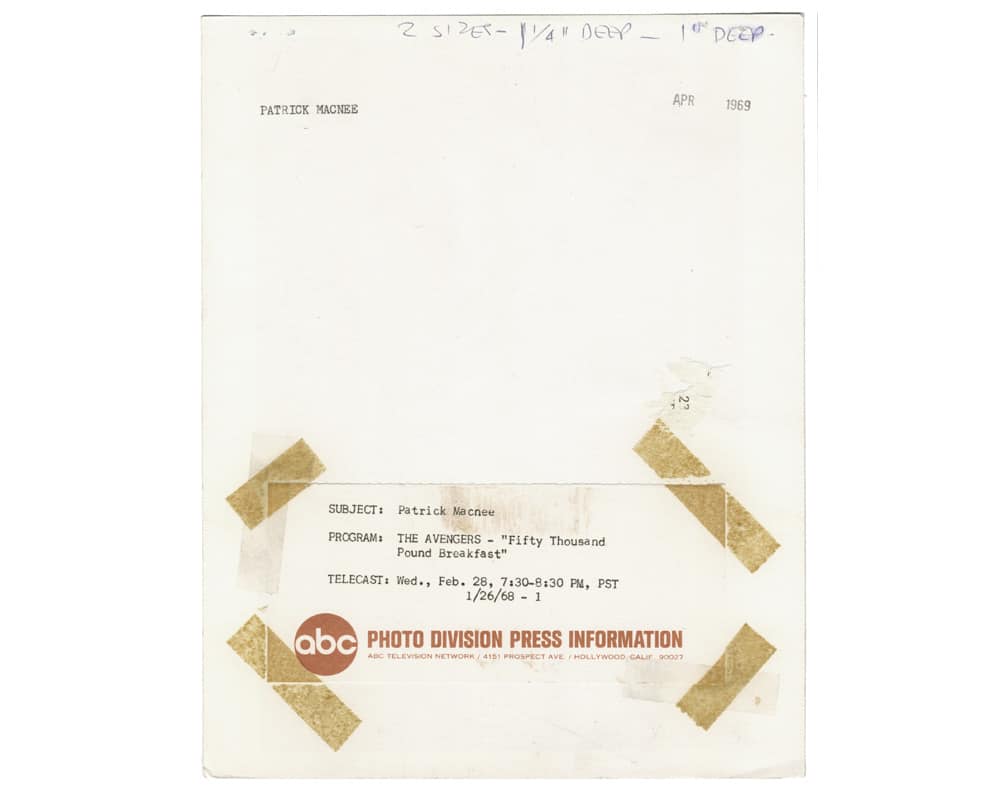 2 SIZES - 1 1/4" DEEP - 1" DEEP -
PATRICK MACNEE
APR 1969
23
SUBJECT: Patrick Macnee
PROGRAM: THE AVENGERS - "Fifty Thousand
Pound Breakfast"
TELECAST: Wed., Feb. 28, 7:30-8:30 PM, PST
1/26/68 - 1
abc PHOTO DIVISION PRESS INFORMATION
ABC TELEVISION NETWORK / 4151 PROSPECT AVE. / HOLLYWOOD, CALIF. 90027